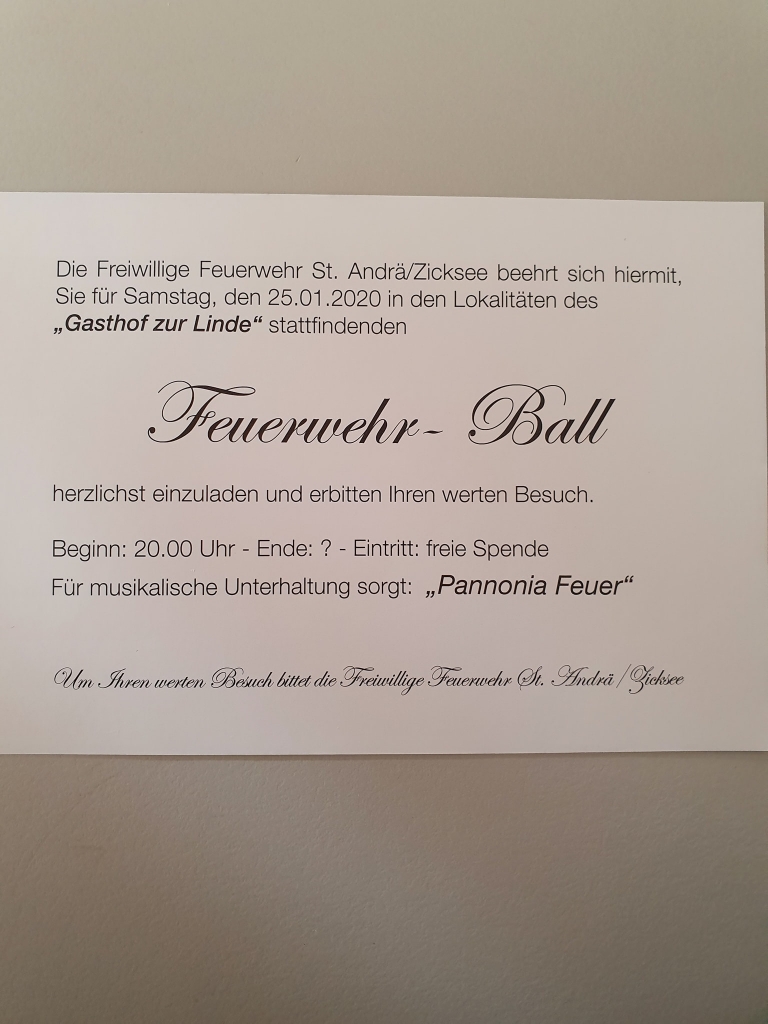 Die Freiwillige Feuerwehr St. Andrä/Zicksee beehrt sich hiermit,
Sie für Samstag, den 25.01.2020 in den Lokalitäten des
„Gasthof zur Linde“ stattfindenden
Feuerwehr- Ball
herzlichst einzuladen und erbitten Ihren werten Besuch.
Beginn: 20.00 Uhr - Ende: ? - Eintritt: freie Spende
Für musikalische Unterhaltung sorgt: „Pannonia Feuer“
Um Ihren werten Besuch bittet die Freiwillige Feuerwehr St. Andrä/Zicksee